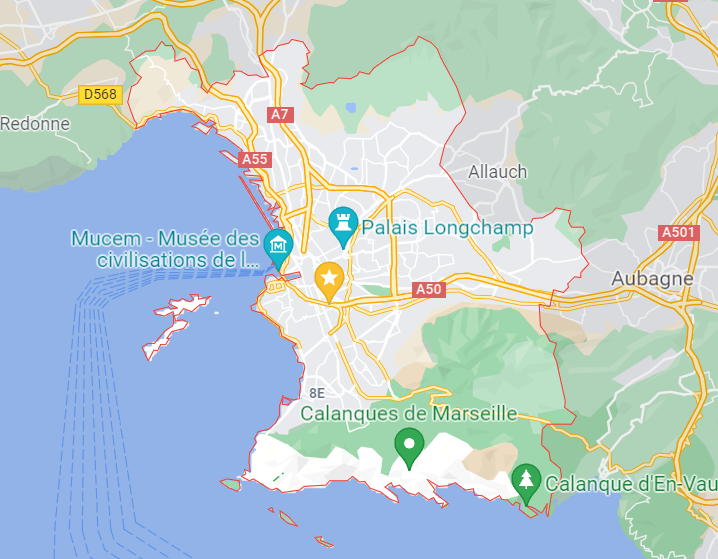 D568
Redonne
A7
A55
Allauch
Palais Longchamp
Mucem - Musée des
civilisations de l...
A501
Aubagne
A50
8E
Calanques de Marseille
Calanque d'En-Vau